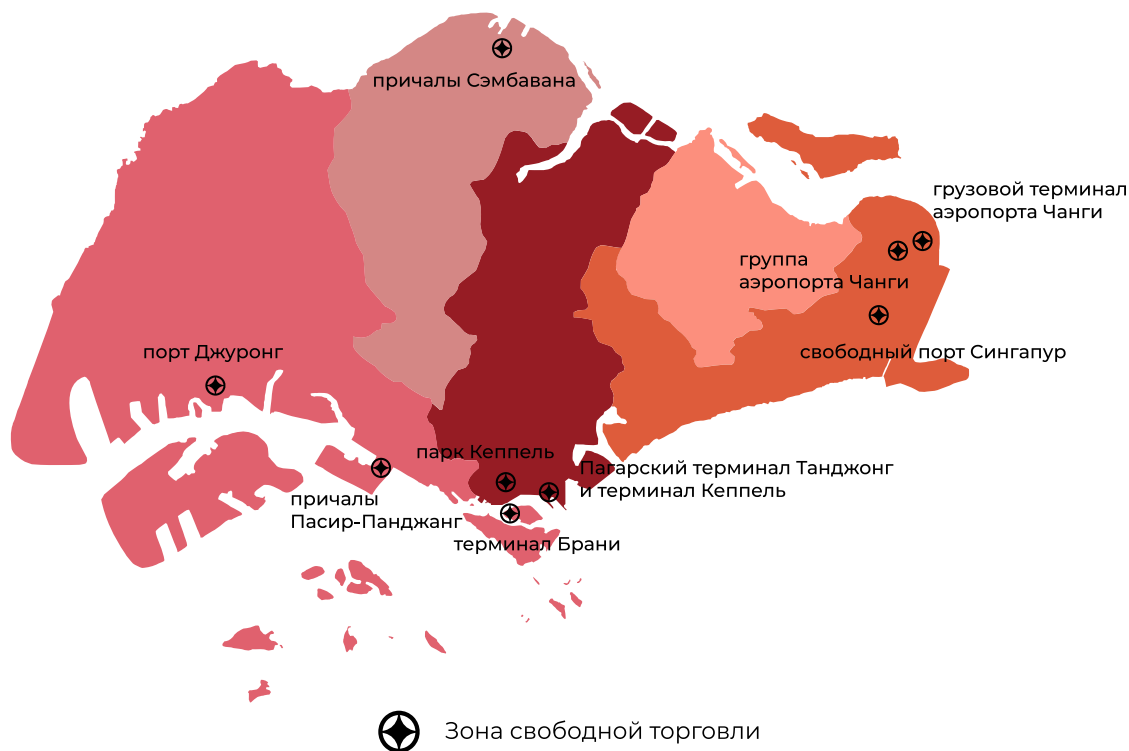 причалы Сэмбавана
грузовой терминал
аэропорта Чанги
группа
аэропорта Чанги
порт Джуронг
свободный порт Сингапур
парк Кеппель
Пагарский терминал Танджонг
и терминал Кеппель
причалы
Пасир-Панджанг
терминал Брани
Зона свободной торговли